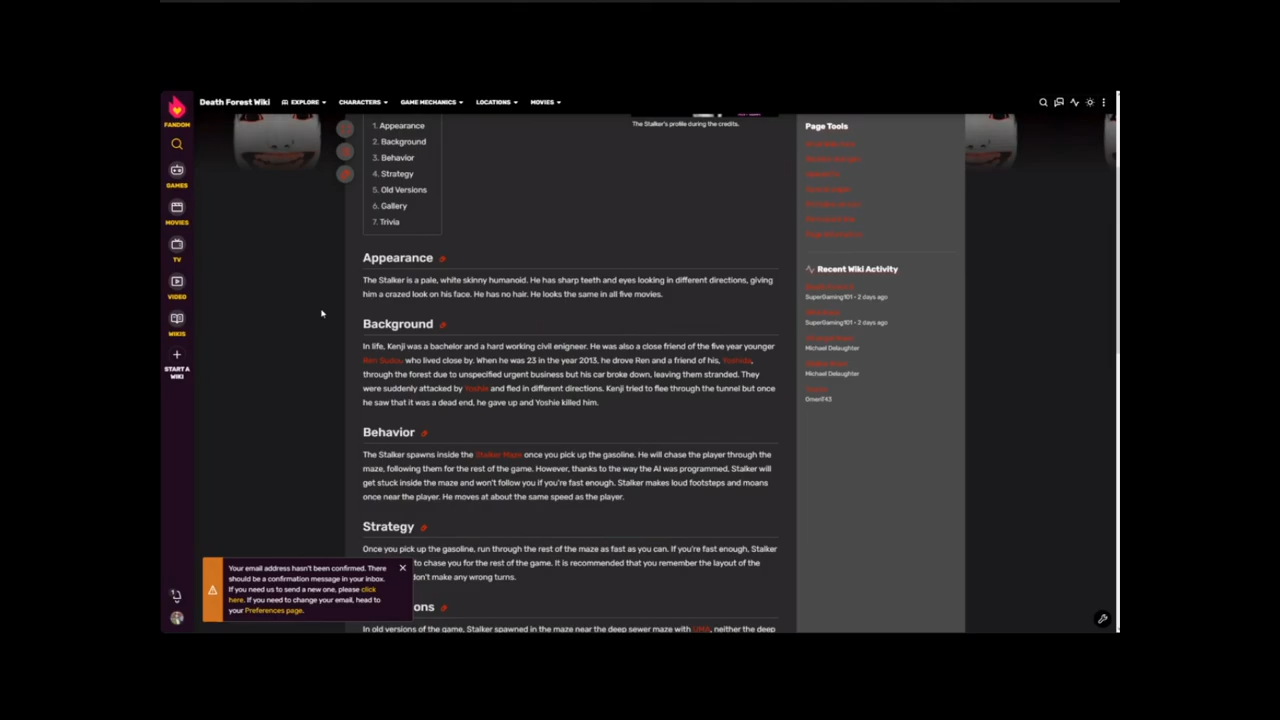 Death Forest Wiki
EXPLORE
CHARACTERS
GAME MECHANICS
LOCATIONS
MOVIES
FANDOM
GAMES
MOVIES
TV
VIDEO
WIKIS
START A
WIKI
1. Appearance
2. Background
3. Behavior
4. Strategy
5. Old Versions
6. Gallery
7. Trivia
The Stalker's profile during the credits.
Appearance
The Stalker is a pale, white skinny humanoid. He has sharp teeth and eyes looking in different directions, giving
him a crazed look on his face. He has no hair. He looks the same in all five movies.
Background
In life, Kenji was a bachelor and a hard working civil enigneer. He was also a close friend of the five year younger
Ren Sudou, who lived close by. When he was 23 in the year 2013, he drove Ren and a friend of his, Yoshida,
through the forest due to unspecified urgent business but his car broke down, leaving them stranded. They
were suddenly attacked by Yoshie and fled in different directions. Kenji tried to flee through the tunnel but once
he saw that it was a dead end, he gave up and Yoshie killed him.
Behavior
The Stalker spawns inside the Stalker Maze once you pick up the gasoline. He will chase the player through the
maze, following them for the rest of the game. However, thanks to the way the AI was programmed, Stalker will
get stuck inside the maze and won't follow you if you're fast enough. Stalker makes loud footsteps and moans
once near the player. He moves at about the same speed as the player.
Strategy
Once you pick up the gasoline, run through the rest of the maze as fast as you can. If you're fast enough, Stalker
to chase you for the rest of the game. It is recommended that you remember the layout of the
don't make any wrong turns.
ons
In old versions of the game, Stalker spawned in the maze near the deep sewer maze with UMA, neither the deep
Your email address hasn't been confirmed. There
should be a confirmation message in your inbox.
If you need us to send a new one, please click
here. If you need to change your email, head to
your Preferences page.
Page Tools
Recent Wiki Activity
SuperGaming101 • 2 days ago
SuperGaming101 • 2 days ago
Michael Delaughter
Michael Delaughter
OmeriT43